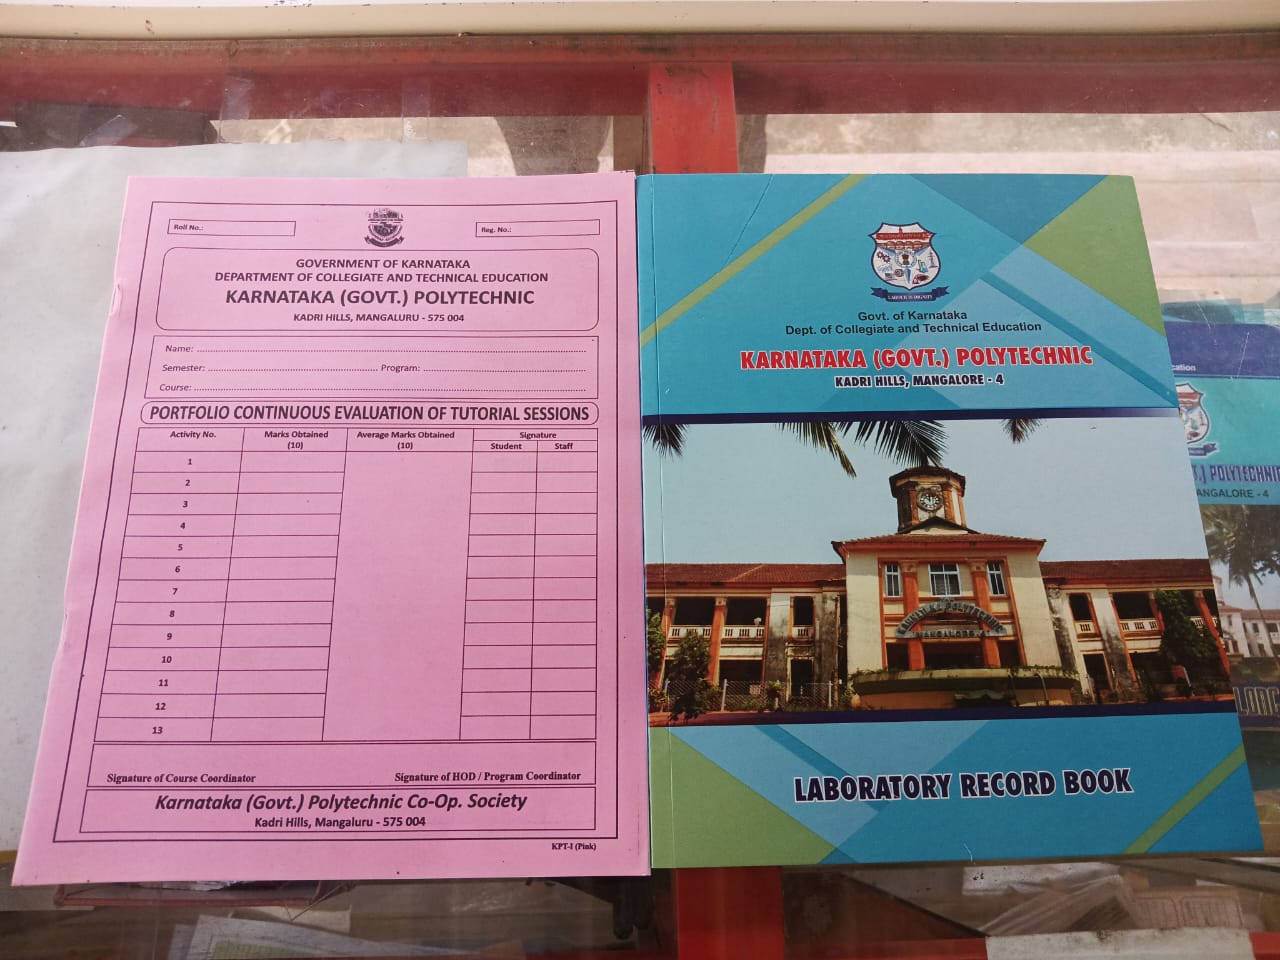 Roll No.:
Reg. No.:
GOVERNMENT OF KARNATAKA
DEPARTMENT OF COLLEGIATE AND TECHNICAL EDUCATION
KARNATAKA (GOVT.) POLYTECHNIC
KADRI HILLS, MANGALURU - 575 004
Name:
Semester: Program:
Course:
PORTFOLIO CONTINUOUS EVALUATION OF TUTORIAL SESSIONS
Activity No. Marks Obtained (10) Average Marks Obtained (10) Signature
Student Staff
1
2
3
4
5
6
7
8
9
10
11
12
13
Signature of Course Coordinator Signature of HOD / Program Coordinator
Karnataka (Govt.) Polytechnic Co-Op. Society
Kadri Hills, Mangaluru - 575 004
KPT-I (Pink)
LABOUR IS DIGNITY
Govt. of Karnataka
Dept. of Collegiate and Technical Education
KARNATAKA (GOVT.) POLYTECHNIC
KADRI HILLS, MANGALORE - 4
KARNATAKA POLYTECHNIC
MANGALORE-4
LABORATORY RECORD BOOK
cation
T.) POLYTECHNIC
ANGALORE - 4